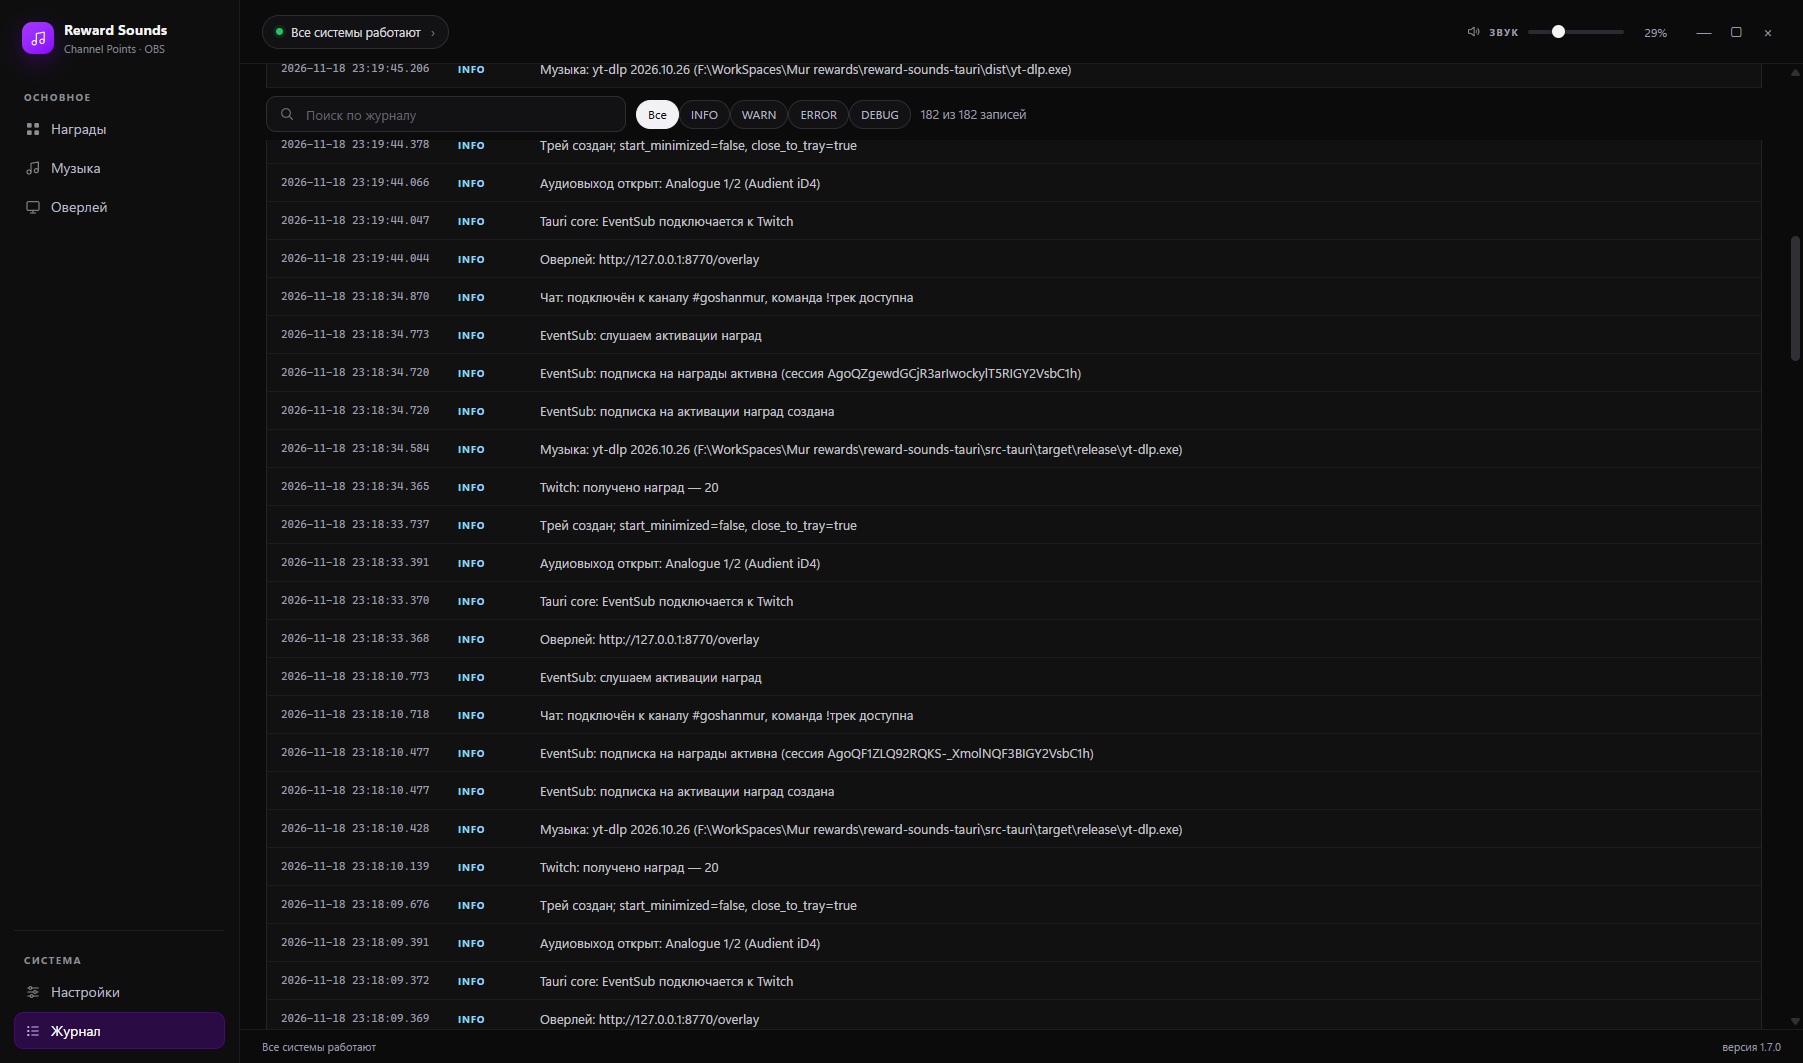 Reward Sounds
Channel Points · OBS
ОСНОВНОЕ
Награды
Музыка
Оверлей
СИСТЕМА
Настройки
Журнал
Все системы работают ›
ЗВУК 29%
2026-11-18 23:19:45.206 INFO Музыка: yt-dlp 2026.10.26 (F:\WorkSpaces\Mur rewards\reward-sounds-tauri\dist\yt-dlp.exe)
Поиск по журналу Все INFO WARN ERROR DEBUG 182 из 182 записей
2026-11-18 23:19:44.378 INFO Трей создан; start_minimized=false, close_to_tray=true
2026-11-18 23:19:44.066 INFO Аудиовыход открыт: Analogue 1/2 (Audient iD4)
2026-11-18 23:19:44.047 INFO Tauri core: EventSub подключается к Twitch
2026-11-18 23:19:44.044 INFO Оверлей: http://127.0.0.1:8770/overlay
2026-11-18 23:18:34.870 INFO Чат: подключён к каналу #goshanmur, команда !трек доступна
2026-11-18 23:18:34.773 INFO EventSub: слушаем активации наград
2026-11-18 23:18:34.720 INFO EventSub: подписка на награды активна (сессия AgoQZgewdGCjR3arIwockylT5RIGY2VsbC1h)
2026-11-18 23:18:34.720 INFO EventSub: подписка на активации наград создана
2026-11-18 23:18:34.584 INFO Музыка: yt-dlp 2026.10.26 (F:\WorkSpaces\Mur rewards\reward-sounds-tauri\src-tauri\target\release\yt-dlp.exe)
2026-11-18 23:18:34.365 INFO Twitch: получено наград — 20
2026-11-18 23:18:33.737 INFO Трей создан; start_minimized=false, close_to_tray=true
2026-11-18 23:18:33.391 INFO Аудиовыход открыт: Analogue 1/2 (Audient iD4)
2026-11-18 23:18:33.370 INFO Tauri core: EventSub подключается к Twitch
2026-11-18 23:18:33.368 INFO Оверлей: http://127.0.0.1:8770/overlay
2026-11-18 23:18:10.773 INFO EventSub: слушаем активации наград
2026-11-18 23:18:10.718 INFO Чат: подключён к каналу #goshanmur, команда !трек доступна
2026-11-18 23:18:10.477 INFO EventSub: подписка на награды активна (сессия AgoQF1ZLQ92RQKS-_XmolNQF3BIGY2VsbC1h)
2026-11-18 23:18:10.477 INFO EventSub: подписка на активации наград создана
2026-11-18 23:18:10.428 INFO Музыка: yt-dlp 2026.10.26 (F:\WorkSpaces\Mur rewards\reward-sounds-tauri\src-tauri\target\release\yt-dlp.exe)
2026-11-18 23:18:10.139 INFO Twitch: получено наград — 20
2026-11-18 23:18:09.676 INFO Трей создан; start_minimized=false, close_to_tray=true
2026-11-18 23:18:09.391 INFO Аудиовыход открыт: Analogue 1/2 (Audient iD4)
2026-11-18 23:18:09.372 INFO Tauri core: EventSub подключается к Twitch
2026-11-18 23:18:09.369 INFO Оверлей: http://127.0.0.1:8770/overlay
Все системы работают
версия 1.7.0